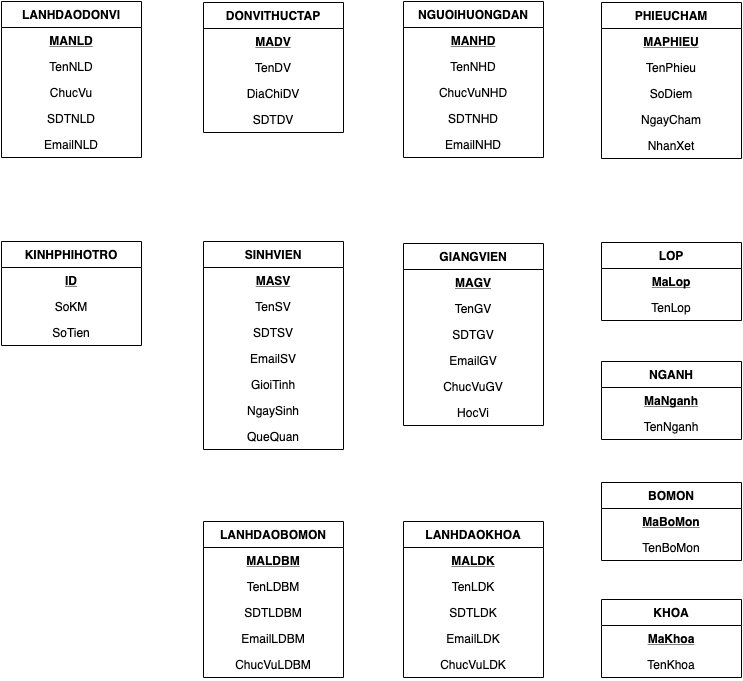 LANHDAODONVI
MANLD
TenNLD
ChucVu
SDTNLD
EmailNLD
DONVITHUCTAP
MADV
TenDV
DiaChiDV
SDTDV
NGUOIHUONGDAN
MANHD
TenNHD
ChucVuNHD
SDTNHD
EmailNHD
PHIEUCHAM
MAPHIEU
TenPhieu
SoDiem
NgayCham
NhanXet
KINHPHIHOTRO
ID
SoKM
SoTien
SINHVIEN
MASV
TenSV
SDTSV
EmailSV
GioiTinh
NgaySinh
QueQuan
GIANGVIEN
MAGV
TenGV
SDTGV
EmailGV
ChucVuGV
HocVi
LOP
MaLop
TenLop
NGANH
MaNganh
TenNganh
BOMON
MaBoMon
TenBoMon
LANHDAOBOMON
MALDBM
TenLDBM
SDTLDBM
EmailLDBM
ChucVuLDBM
LANHDAOKHOA
MALDK
TenLDK
SDTLDK
EmailLDK
ChucVuLDK
KHOA
MaKhoa
TenKhoa